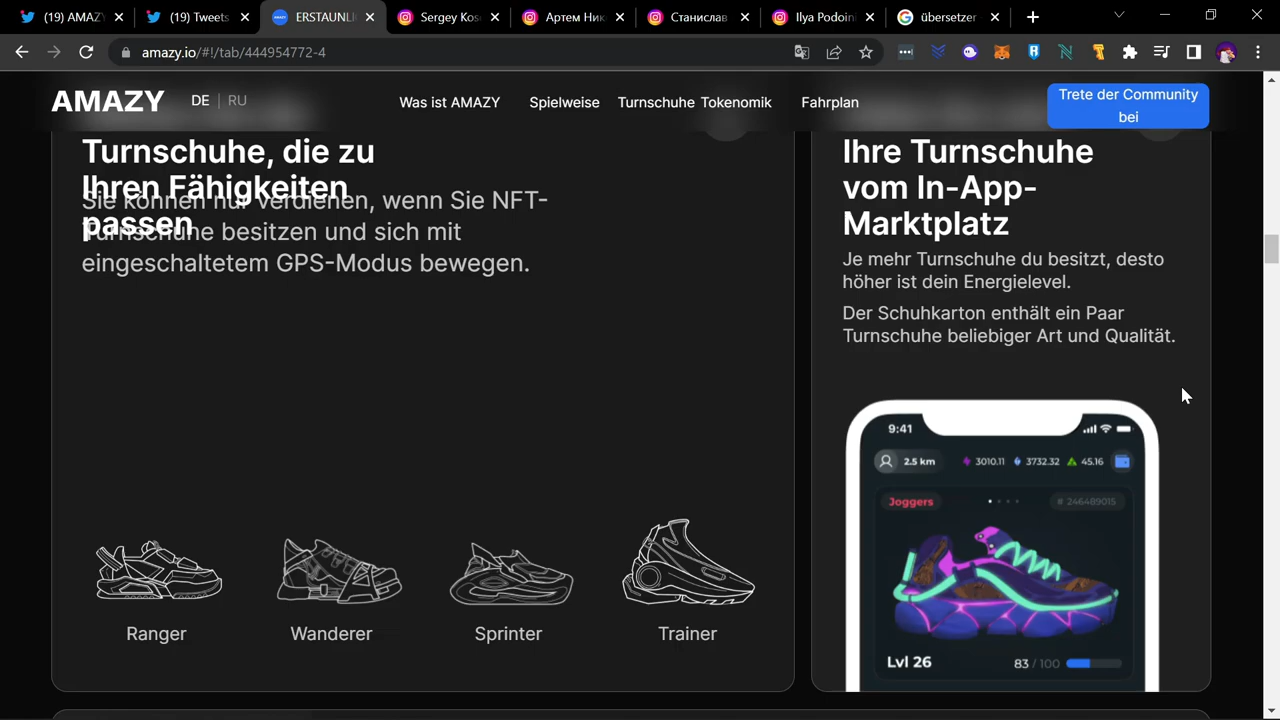 (19) AMAZ
(19) Tweets
ERSTAUNLI
Sergey Kos
Артем Ник
Станислав
Ilya Podoin
übersetzer
amazy.io/#!/tab/444954772-4
AMAZY
DE | RU
Was ist AMAZY
Spielweise
Turnschuhe
Tokenomik
Fahrplan
Trete der Community
bei
Turnschuhe, die zu
Ihren Fähigkeiten
passen
Sie können nur verdienen, wenn Sie NFT-
Turnschuhe besitzen und sich mit
eingeschaltetem GPS-Modus bewegen.
Ranger
Wanderer
Sprinter
Trainer
Ihre Turnschuhe
vom In-App-
Marktplatz
Je mehr Turnschuhe du besitzt, desto
höher ist dein Energielevel.
Der Schuhkarton enthält ein Paar
Turnschuhe beliebiger Art und Qualität.
9:41
2.5 km
3010.11
3732.32
45.16
Joggers
# 246489015
Lvl 26
83 / 100